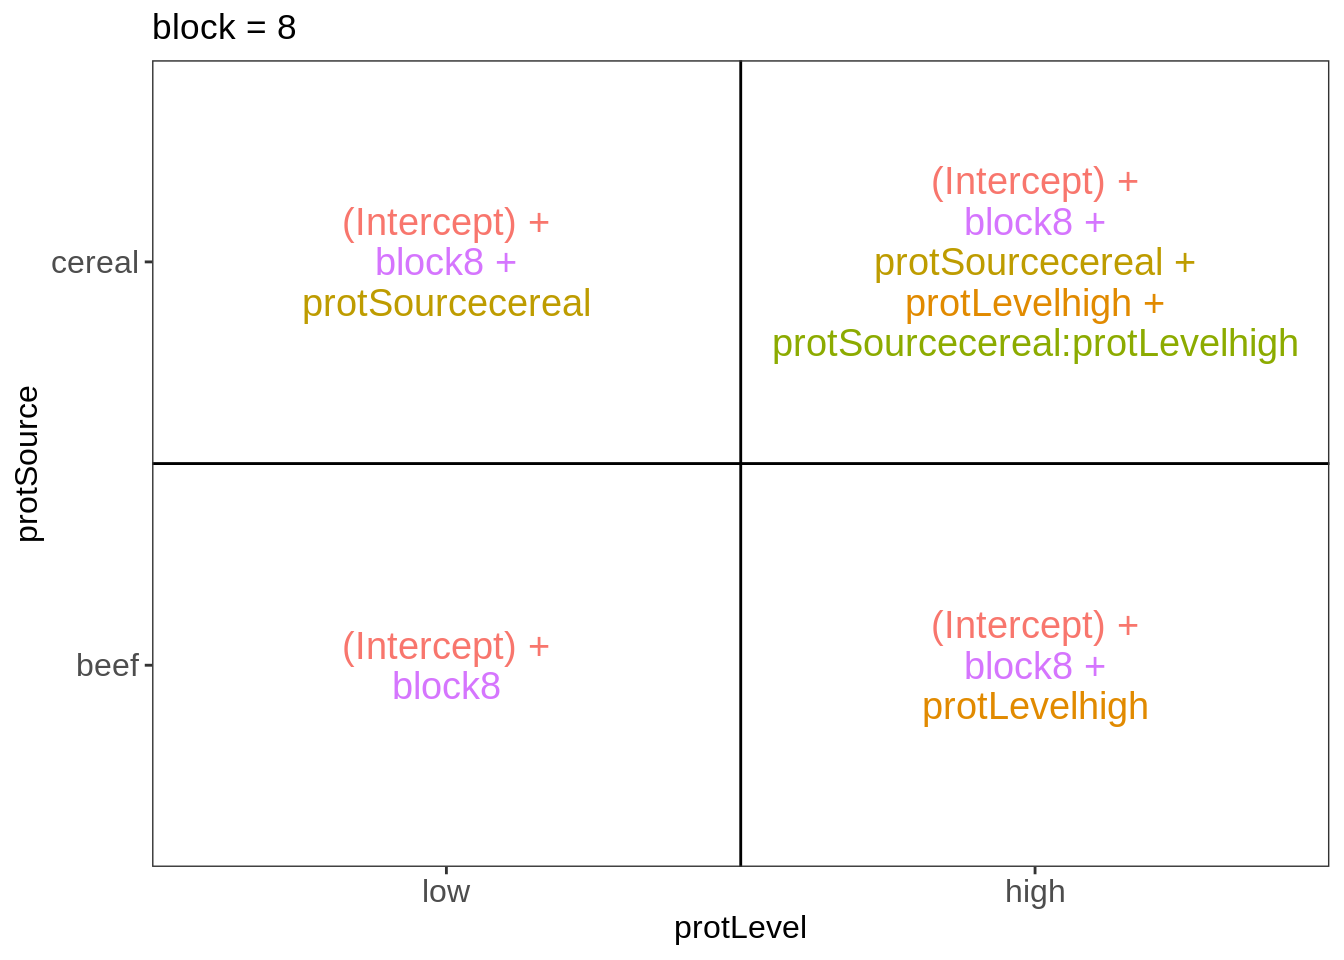 block = 8
protSource
cereal
(Intercept) +
block8 +
protSourcecereal
(Intercept) +
block8 +
protSourcecereal +
protLevelhigh +
protSourcecereal:protLevelhigh
beef
(Intercept) +
block8
(Intercept) +
block8 +
protLevelhigh
low
high
protLevel